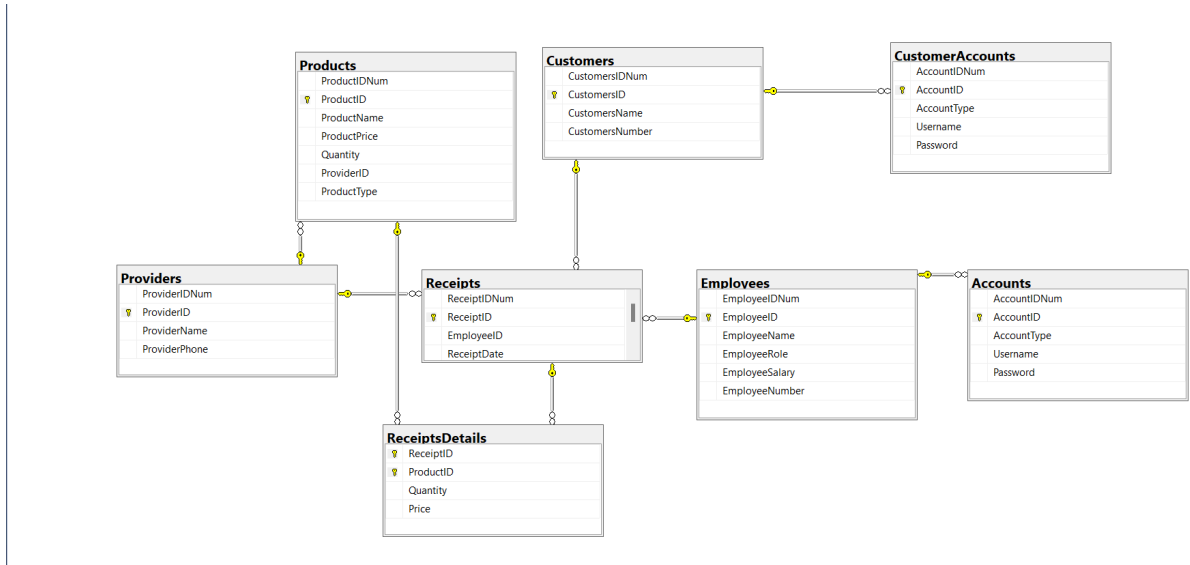 Products
ProductIDNum
ProductID
ProductName
ProductPrice
Quantity
ProviderID
ProductType
Customers
CustomersIDNum
CustomersID
CustomersName
CustomersNumber
CustomerAccounts
AccountIDNum
AccountID
AccountType
Username
Password
Providers
ProviderIDNum
ProviderID
ProviderName
ProviderPhone
Receipts
ReceiptIDNum
ReceiptID
EmployeeID
ReceiptDate
Employees
EmployeeIDNum
EmployeeID
EmployeeName
EmployeeRole
EmployeeSalary
EmployeeNumber
Accounts
AccountIDNum
AccountID
AccountType
Username
Password
ReceiptsDetails
ReceiptID
ProductID
Quantity
Price